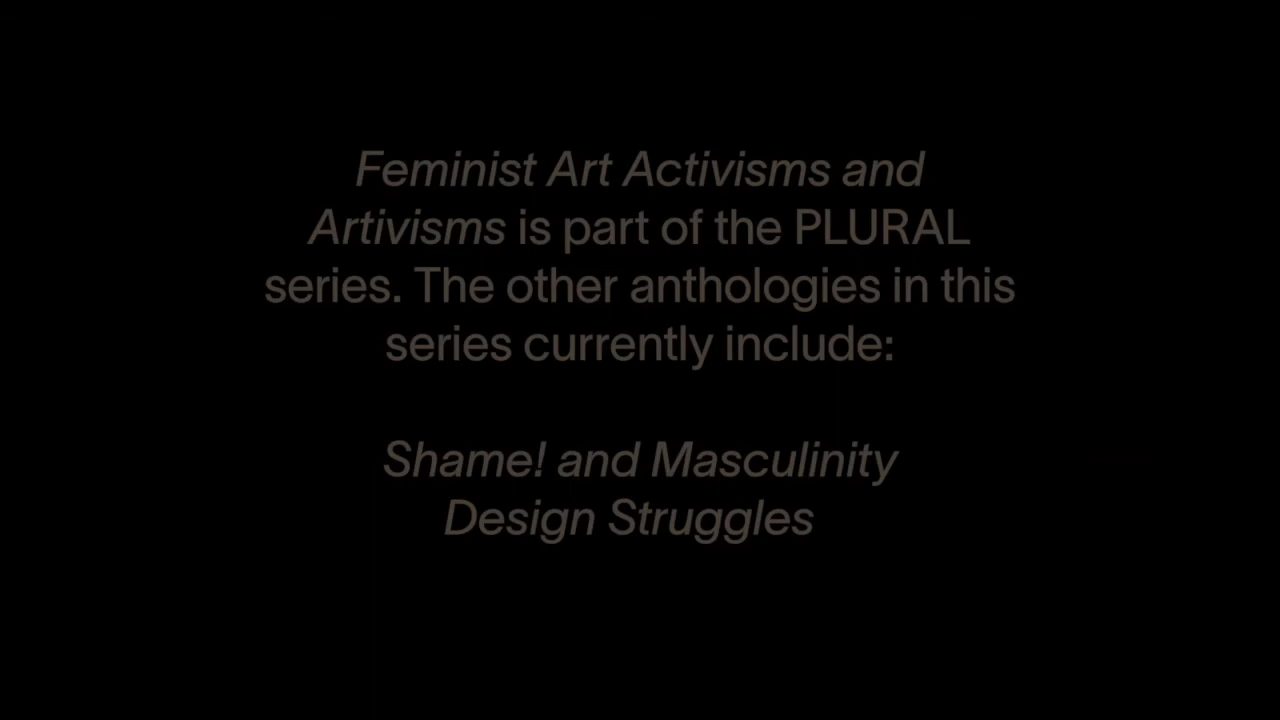 Feminist Art Activisms and
Artivisms is part of the PLURAL
series. The other anthologies in this
series currently include:
Shame! and Masculinity
Design Struggles